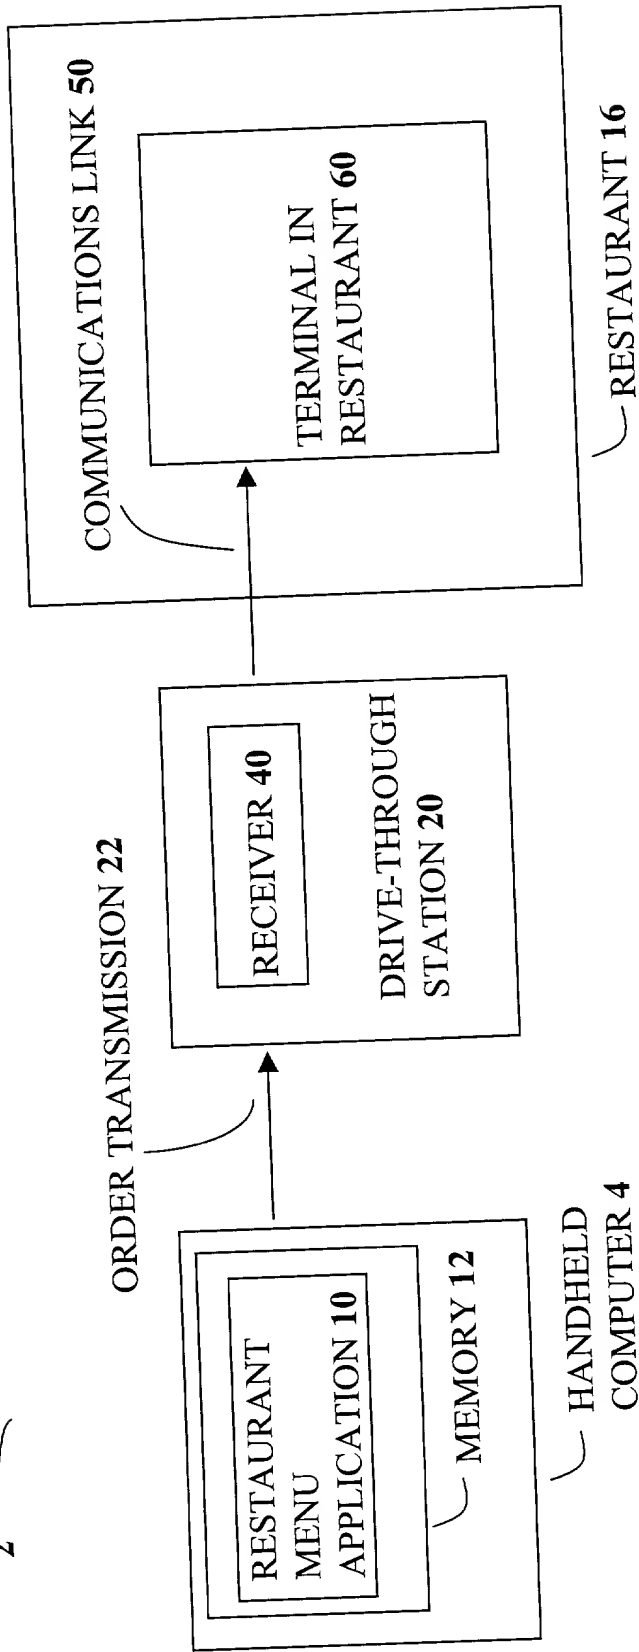 2
RESTAURANT
MENU
APPLICATION 10
MEMORY 12
HANDHELD
COMPUTER 4
ORDER TRANSMISSION 22
RECEIVER 40
DRIVE-THROUGH
STATION 20
COMMUNICATIONS LINK 50
TERMINAL IN
RESTAURANT 60
RESTAURANT 16